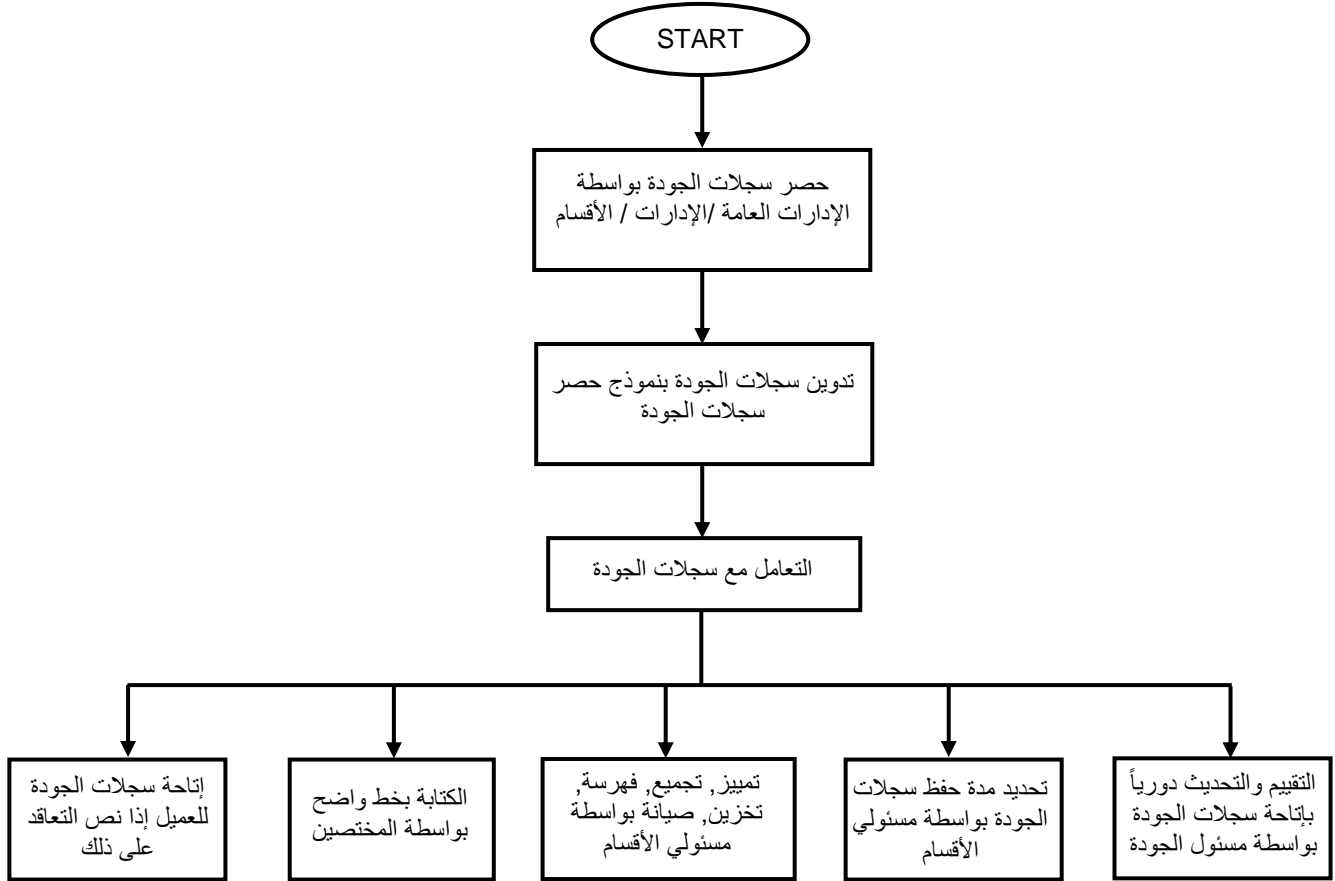 START
حصر سجلات الجودة بواسطة
الإدارات العامة /الإدارات / الأقسام
تدوين سجلات الجودة بنموذج حصر
سجلات الجودة
التعامل مع سجلات الجودة
التقييم والتحديث دورياً
بإتاحة سجلات الجودة
بواسطة مسئول الجودة
تحديد مدة حفظ سجلات
الجودة بواسطة مسئولي
الأقسام
تمييز, تجميع, فهرسة,
تخزين, صيانة بواسطة
مسئولي الأقسام
الكتابة بخط واضح
بواسطة المختصين
إتاحة سجلات الجودة
للعميل إذا نص التعاقد
على ذلك